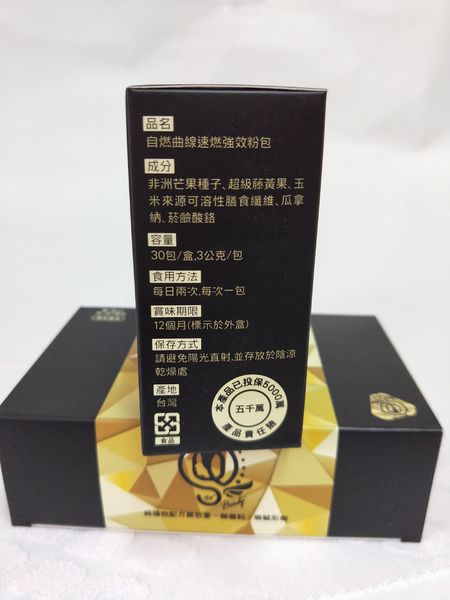 品名
自燃曲線速燃強效粉包
成分
非洲芒果種子、超級藤黃果、玉
米來源可溶性膳食纖維、瓜拿
納、菸鹼酸鉻
容量
30包/盒,3公克/包
食用方法
每日兩次,每次一包
賞味期限
12個月(標示於外盒)
保存方式
請避免陽光直射,並存放於陰涼
乾燥處
產地
台灣
食品
本產品已投保5000萬
五千萬
產品責任險
Beauty